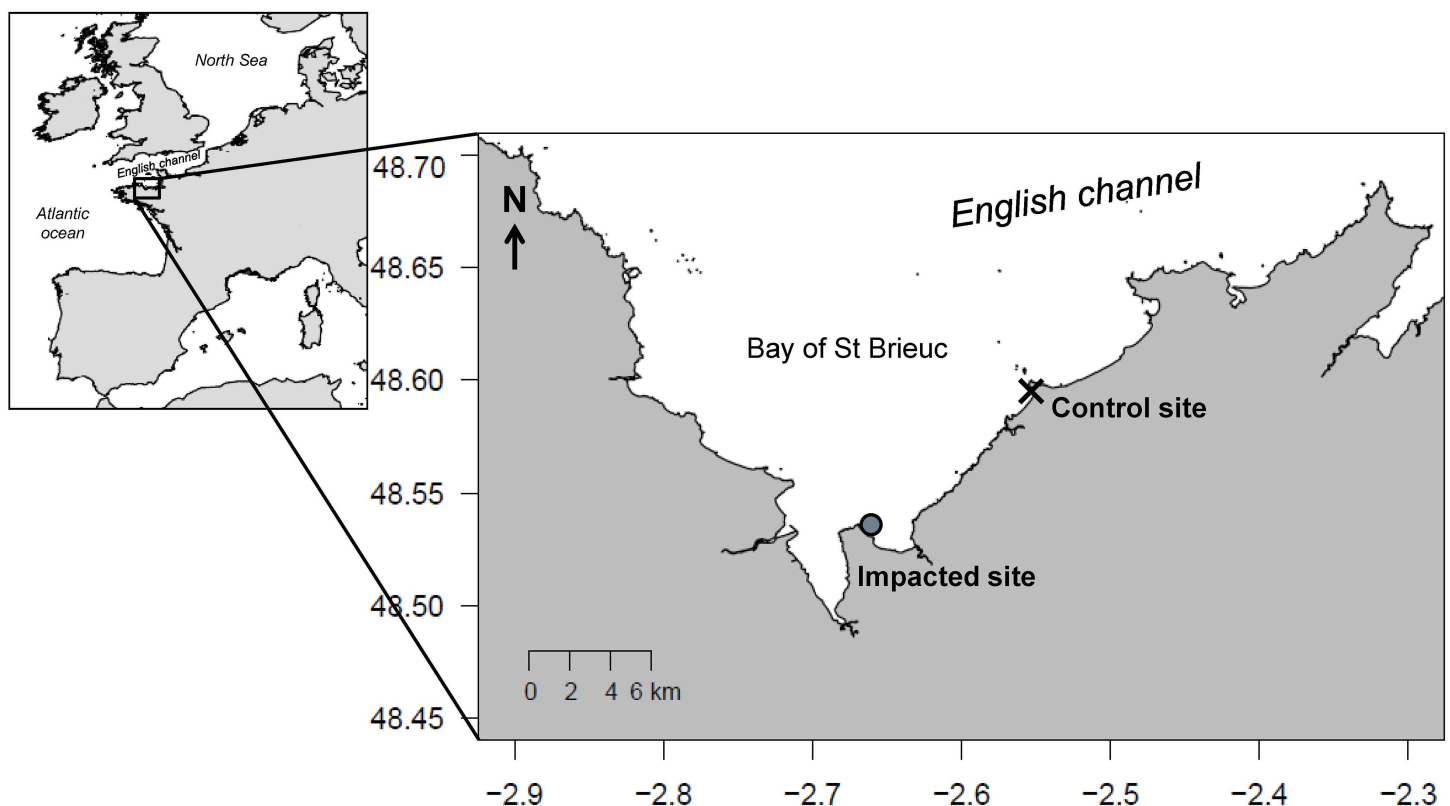 North Sea
English channel
Atlantic
ocean
48.70
48.65
48.60
48.55
48.50
48.45
N
English channel
Bay of St Brieuc
Control site
Impacted site
0 2 4 6 km
−2.9 −2.8 −2.7 −2.6 −2.5 −2.4 −2.3